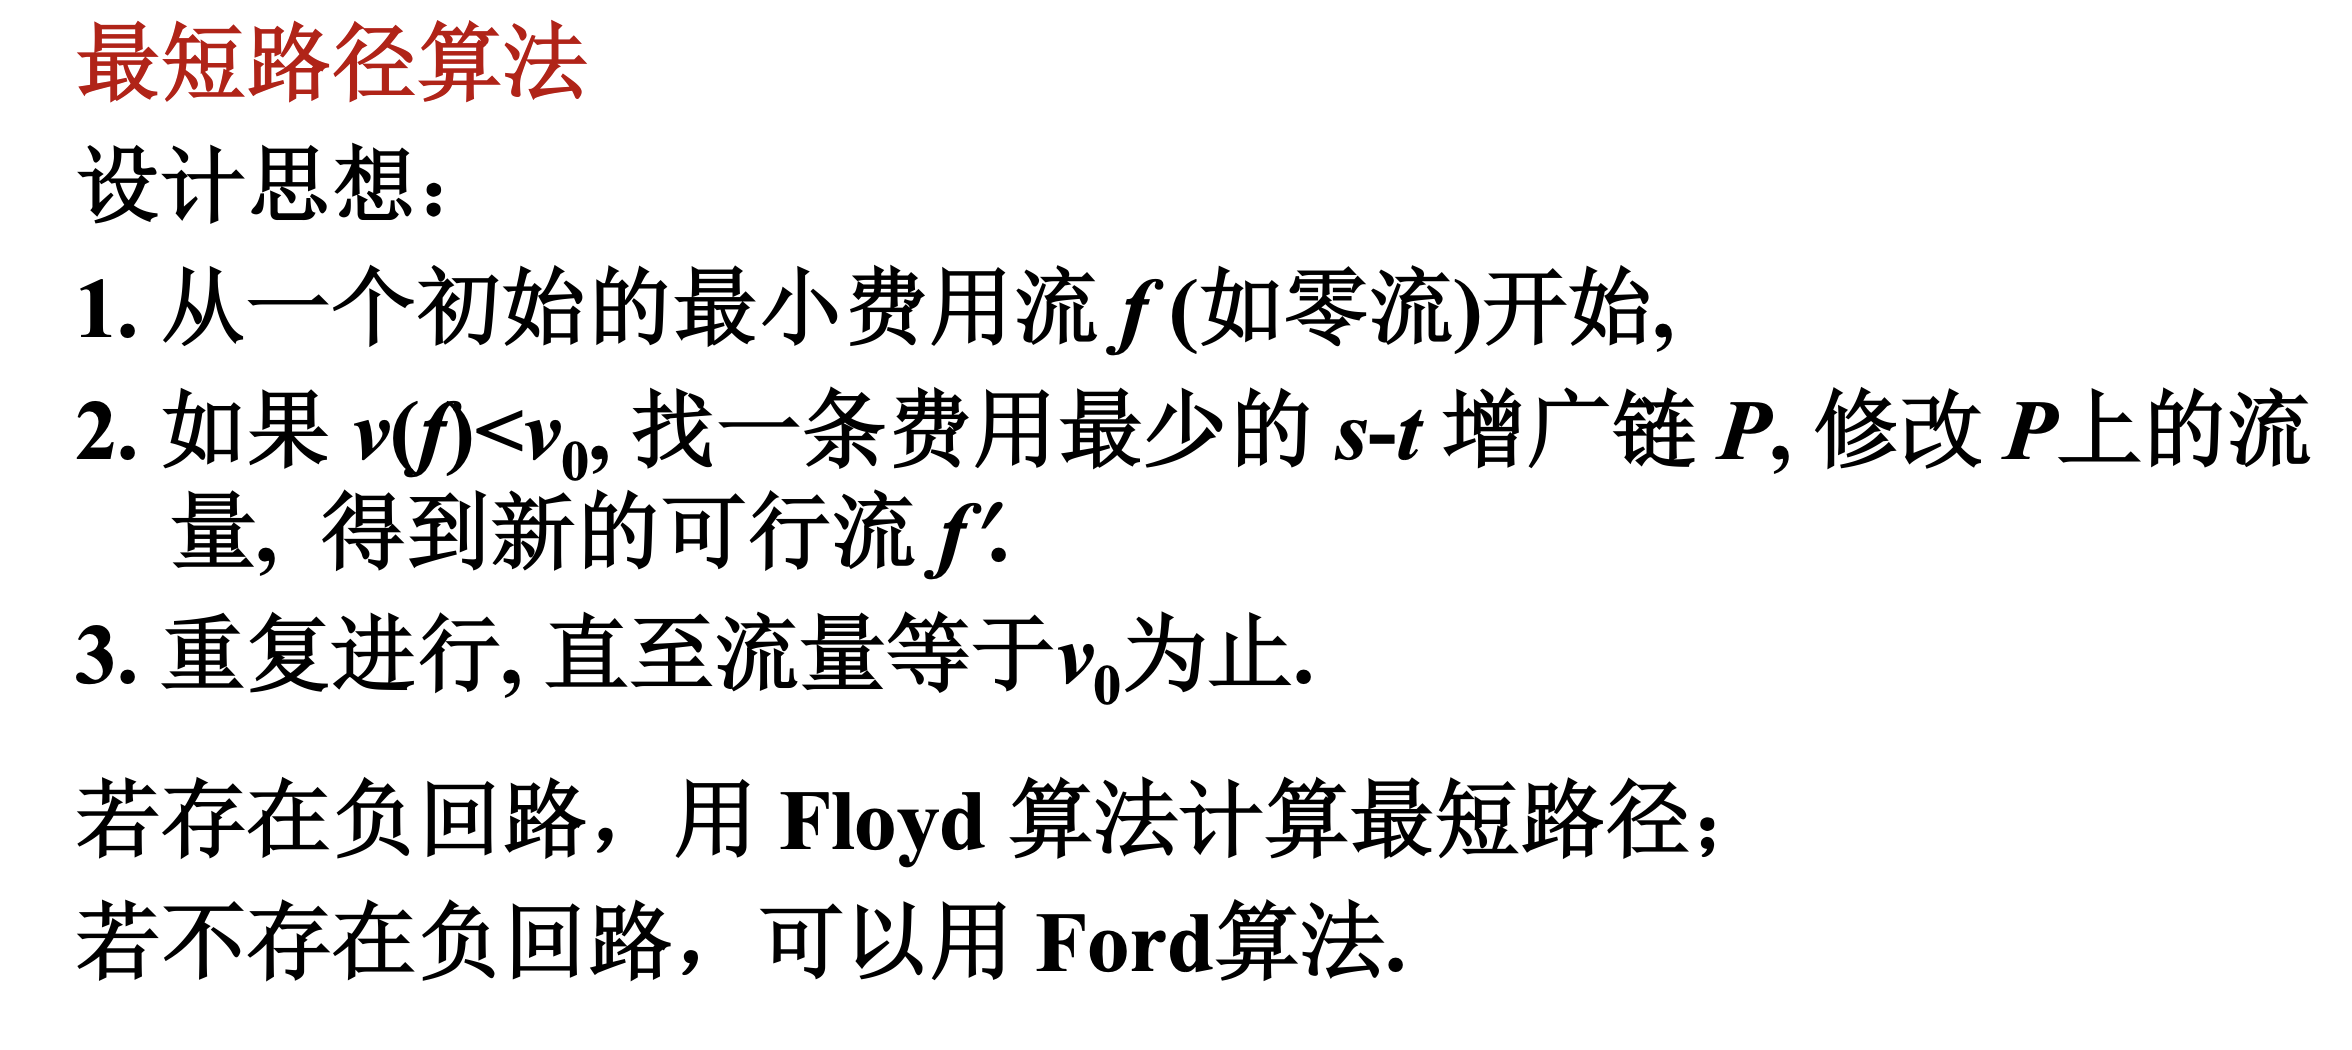 最短路径算法
设计思想：
1. 从一个初始的最小费用流 f (如零流)开始,
2. 如果 v(f)<v₀, 找一条费用最少的 s-t 增广链 P, 修改 P上的流
量, 得到新的可行流 f′.
3. 重复进行, 直至流量等于v₀为止.
若存在负回路，用 Floyd 算法计算最短路径；
若不存在负回路，可以用 Ford算法.